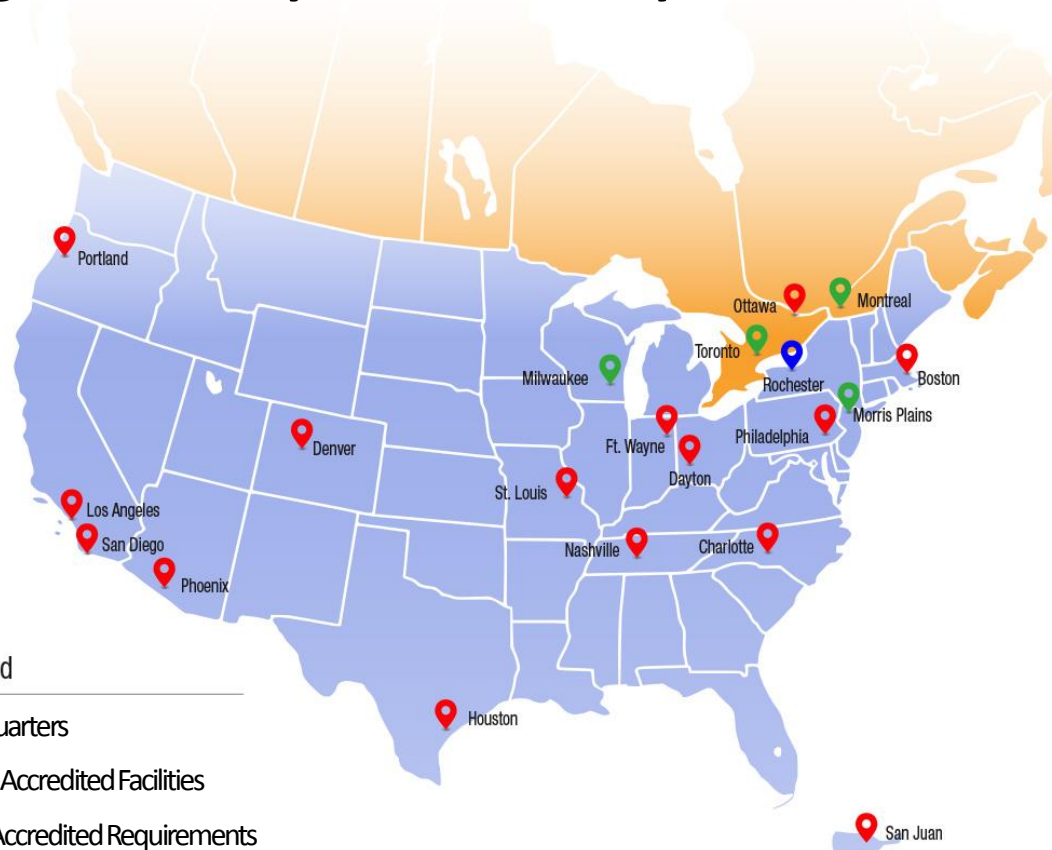 Portland
Ottawa
Montreal
Toronto
Milwaukee
Rochester
Boston
Morris Plains
Philadelphia
Denver
Ft. Wayne
Dayton
St. Louis
Los Angeles
San Diego
Nashville
Charlotte
Phoenix
Houston
Accredited Facilities
Accredited Requirements
San Juan